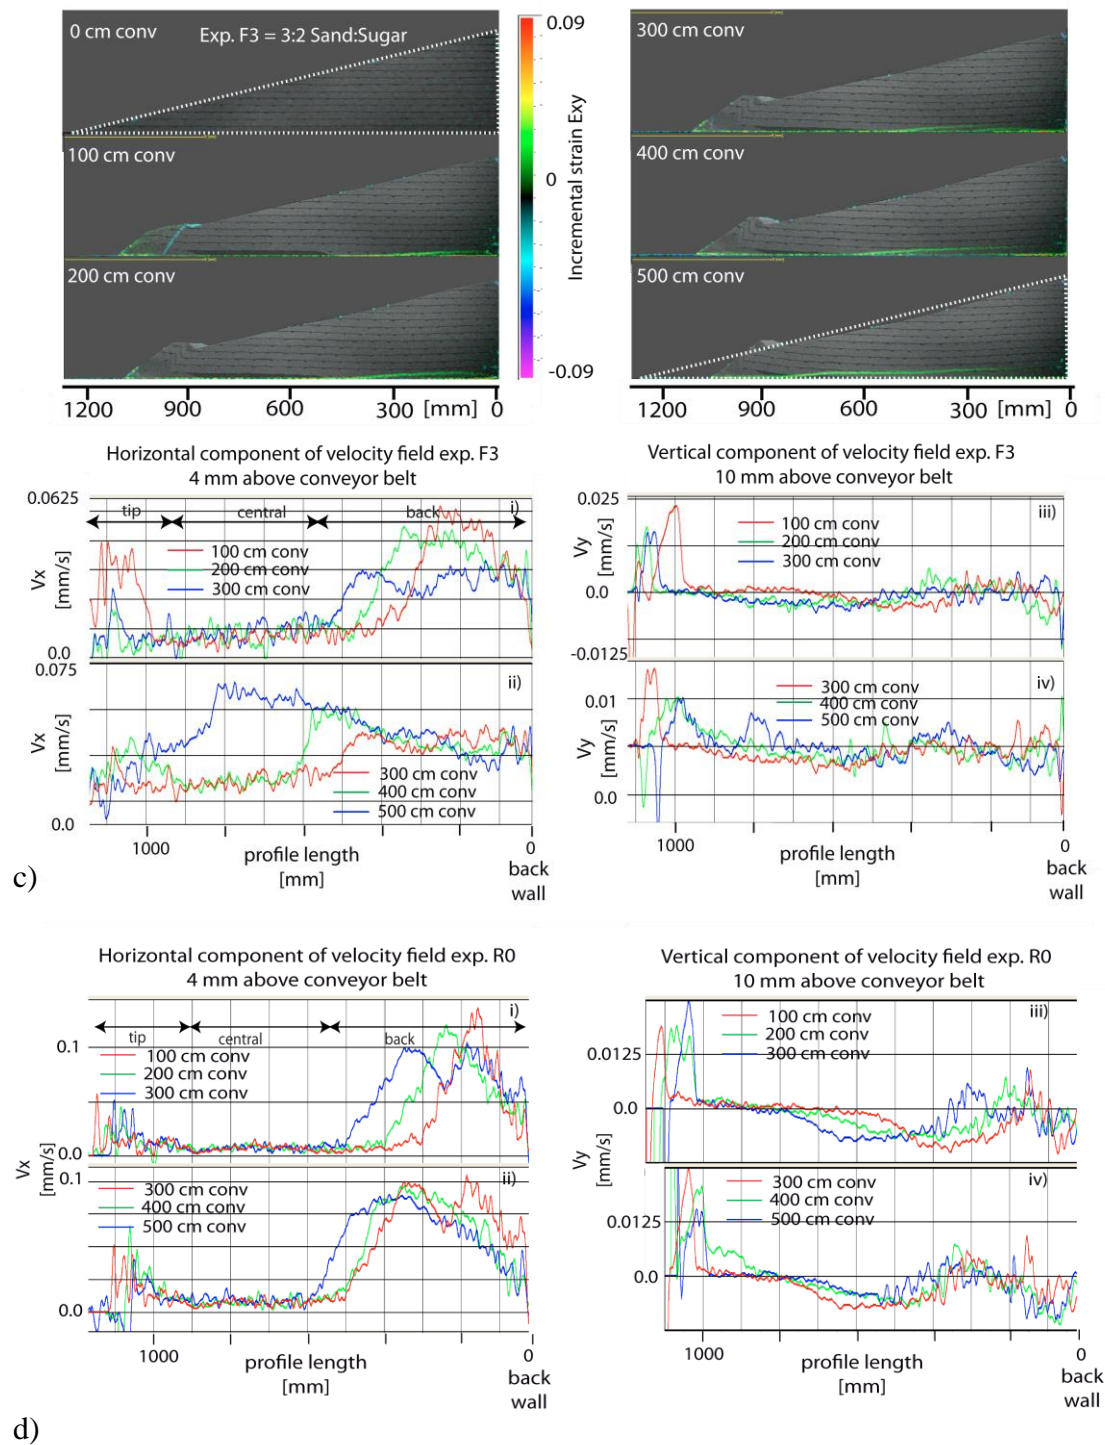 0 cm conv
Exp. F3 = 3:2 Sand:Sugar
100 cm conv
200 cm conv
0.09
0
-0.09
Incremental strain Exy
300 cm conv
400 cm conv
500 cm conv
1200 900 600 300 [mm] 0
1200 900 600 300 [mm] 0
Horizontal component of velocity field exp. F3
4 mm above conveyor belt
0.0625
Vx
[mm/s]
0.0
tip central back
i)
100 cm conv
200 cm conv
300 cm conv
0.075
Vx
[mm/s]
0.0
ii)
300 cm conv
400 cm conv
500 cm conv
1000 profile length 0
[mm] back
wall
Vertical component of velocity field exp. F3
10 mm above conveyor belt
0.025
Vy
[mm/s]
0.0
-0.0125
iii)
100 cm conv
200 cm conv
300 cm conv
0.01
Vy
[mm/s]
0.0
iv)
300 cm conv
400 cm conv
500 cm conv
1000 profile length 0
[mm] back
wall
c)
Horizontal component of velocity field exp. R0
4 mm above conveyor belt
i)
tip central back
0.1
100 cm conv
200 cm conv
300 cm conv
0.0
Vx
[mm/s]
0.1
ii)
300 cm conv
400 cm conv
500 cm conv
0.0
1000 profile length 0
[mm] back
wall
Vertical component of velocity field exp. R0
10 mm above conveyor belt
iii)
100 cm conv
200 cm conv
300 cm conv
0.0125
0.0
Vy
[mm/s]
iv)
300 cm conv
400 cm conv
500 cm conv
0.0125
0.0
1000 profile length 0
[mm] back
wall
d)